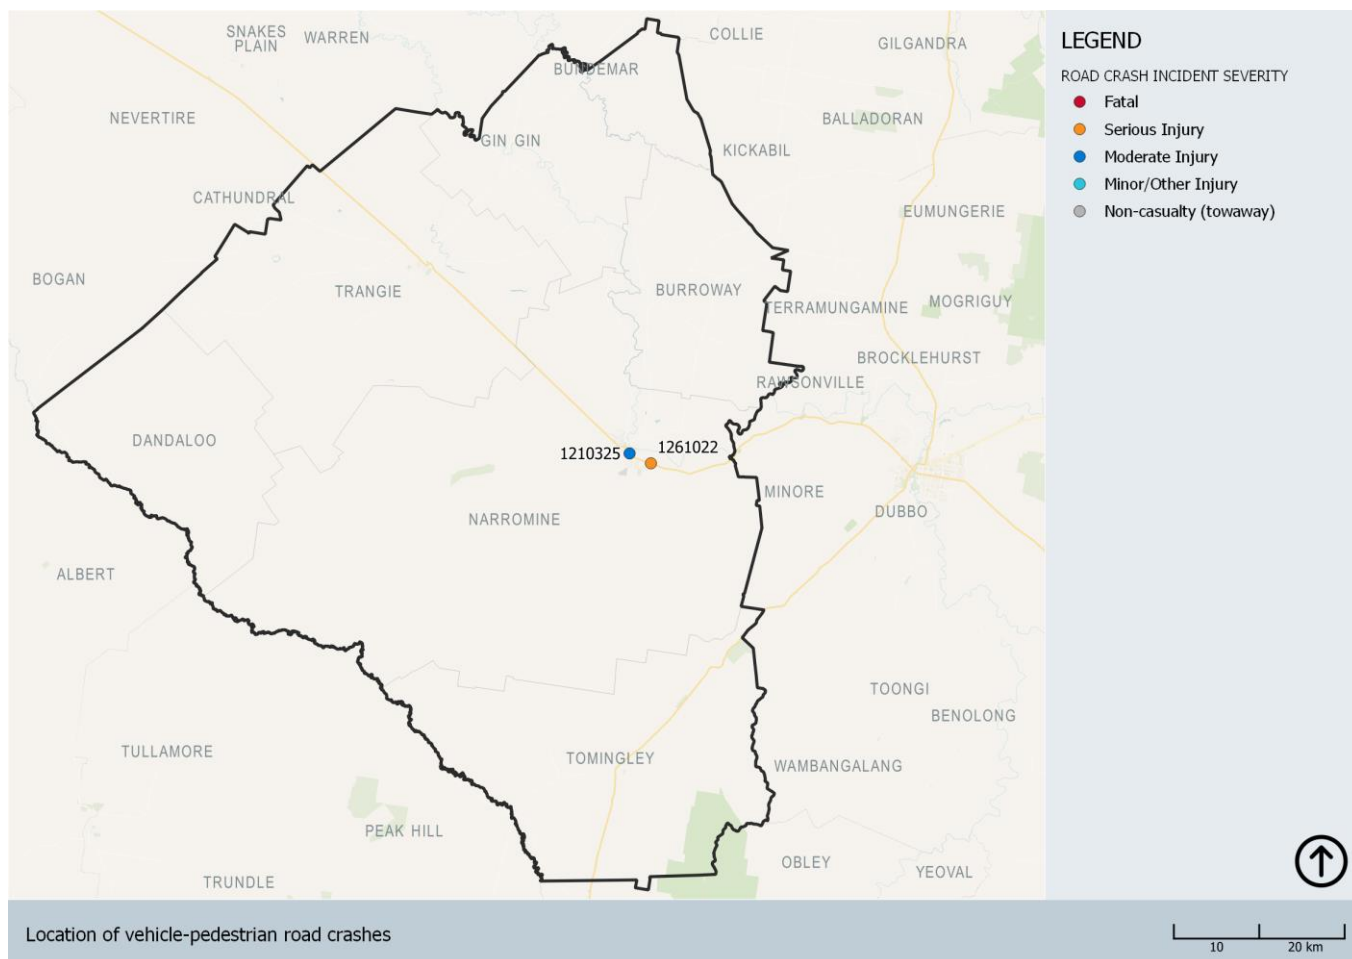 SNAKES
PLAIN
WARREN
COLLIE
GILGANDRA
BUNDEMAR
NEVERTIRE
BALLADORAN
GIN GIN
KICKABIL
CATHUNDRAL
EUMUNGERIE
BOGAN
TRANGIE
BURROWAY
TERRAMUNGAMINE
MOGRIGUY
BROCKLEHURST
RAWSONVILLE
DANDALOO
1210325
1261022
MINORE
NARROMINE
DUBBO
ALBERT
TOONGI
BENOLONG
TULLAMORE
TOMINGLEY
WAMBANGALANG
PEAK HILL
OBLEY
YEOVAL
TRUNDLE
LEGEND
ROAD CRASH INCIDENT SEVERITY
Fatal
Serious Injury
Moderate Injury
Minor/Other Injury
Non-casualty (towaway)
Location of vehicle-pedestrian road crashes
10 20 km